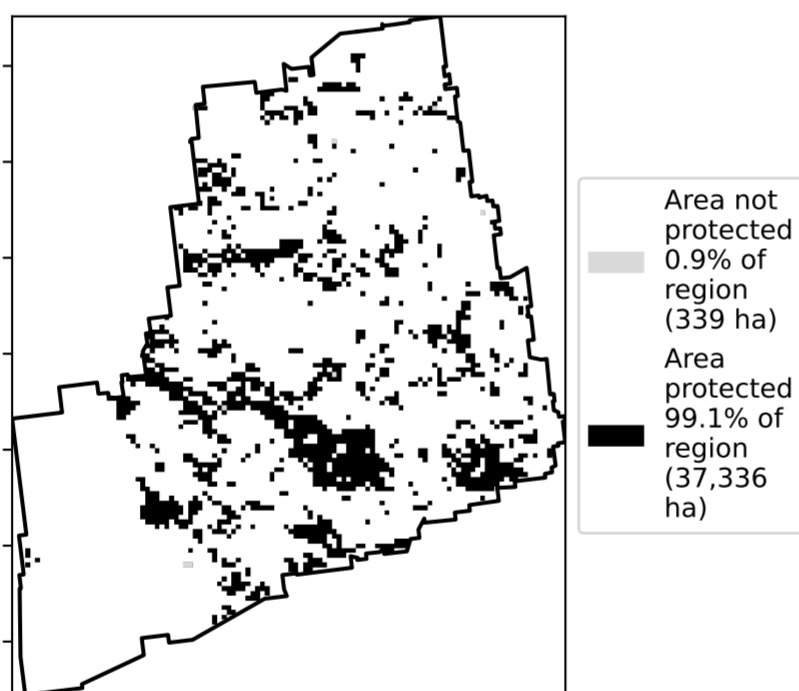 Area not
protected
0.9% of
region
(339 ha)
Area
protected
99.1% of
region
(37,336
ha)